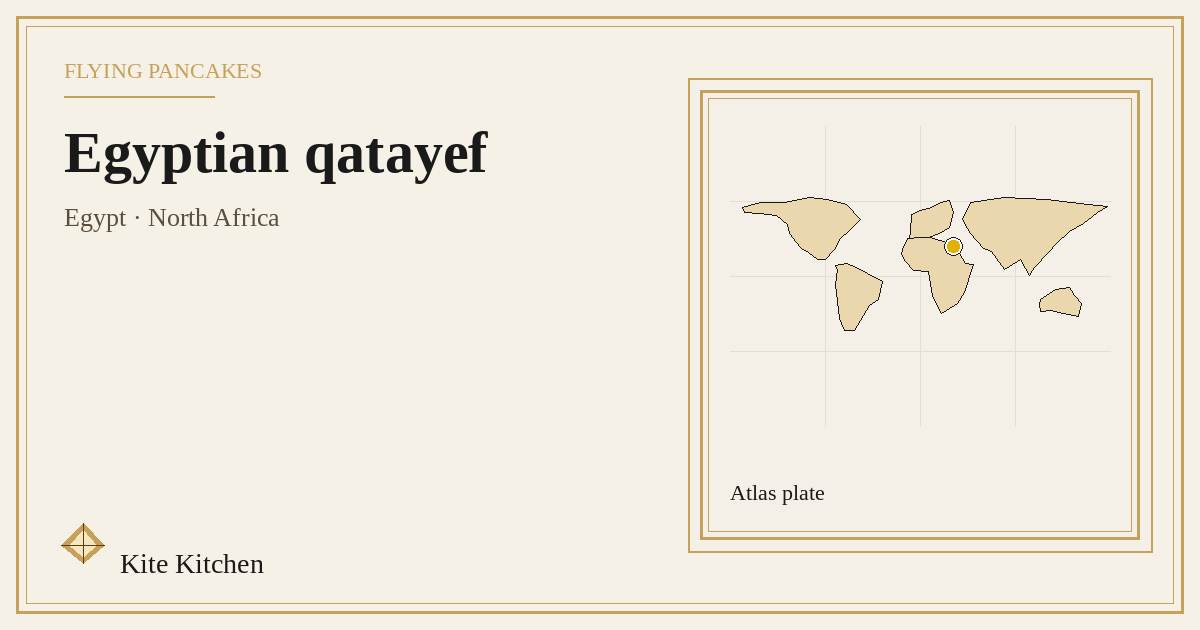 FLYING PANCAKES
Egyptian qatayef
Egypt · North Africa
Atlas plate
Kite Kitchen